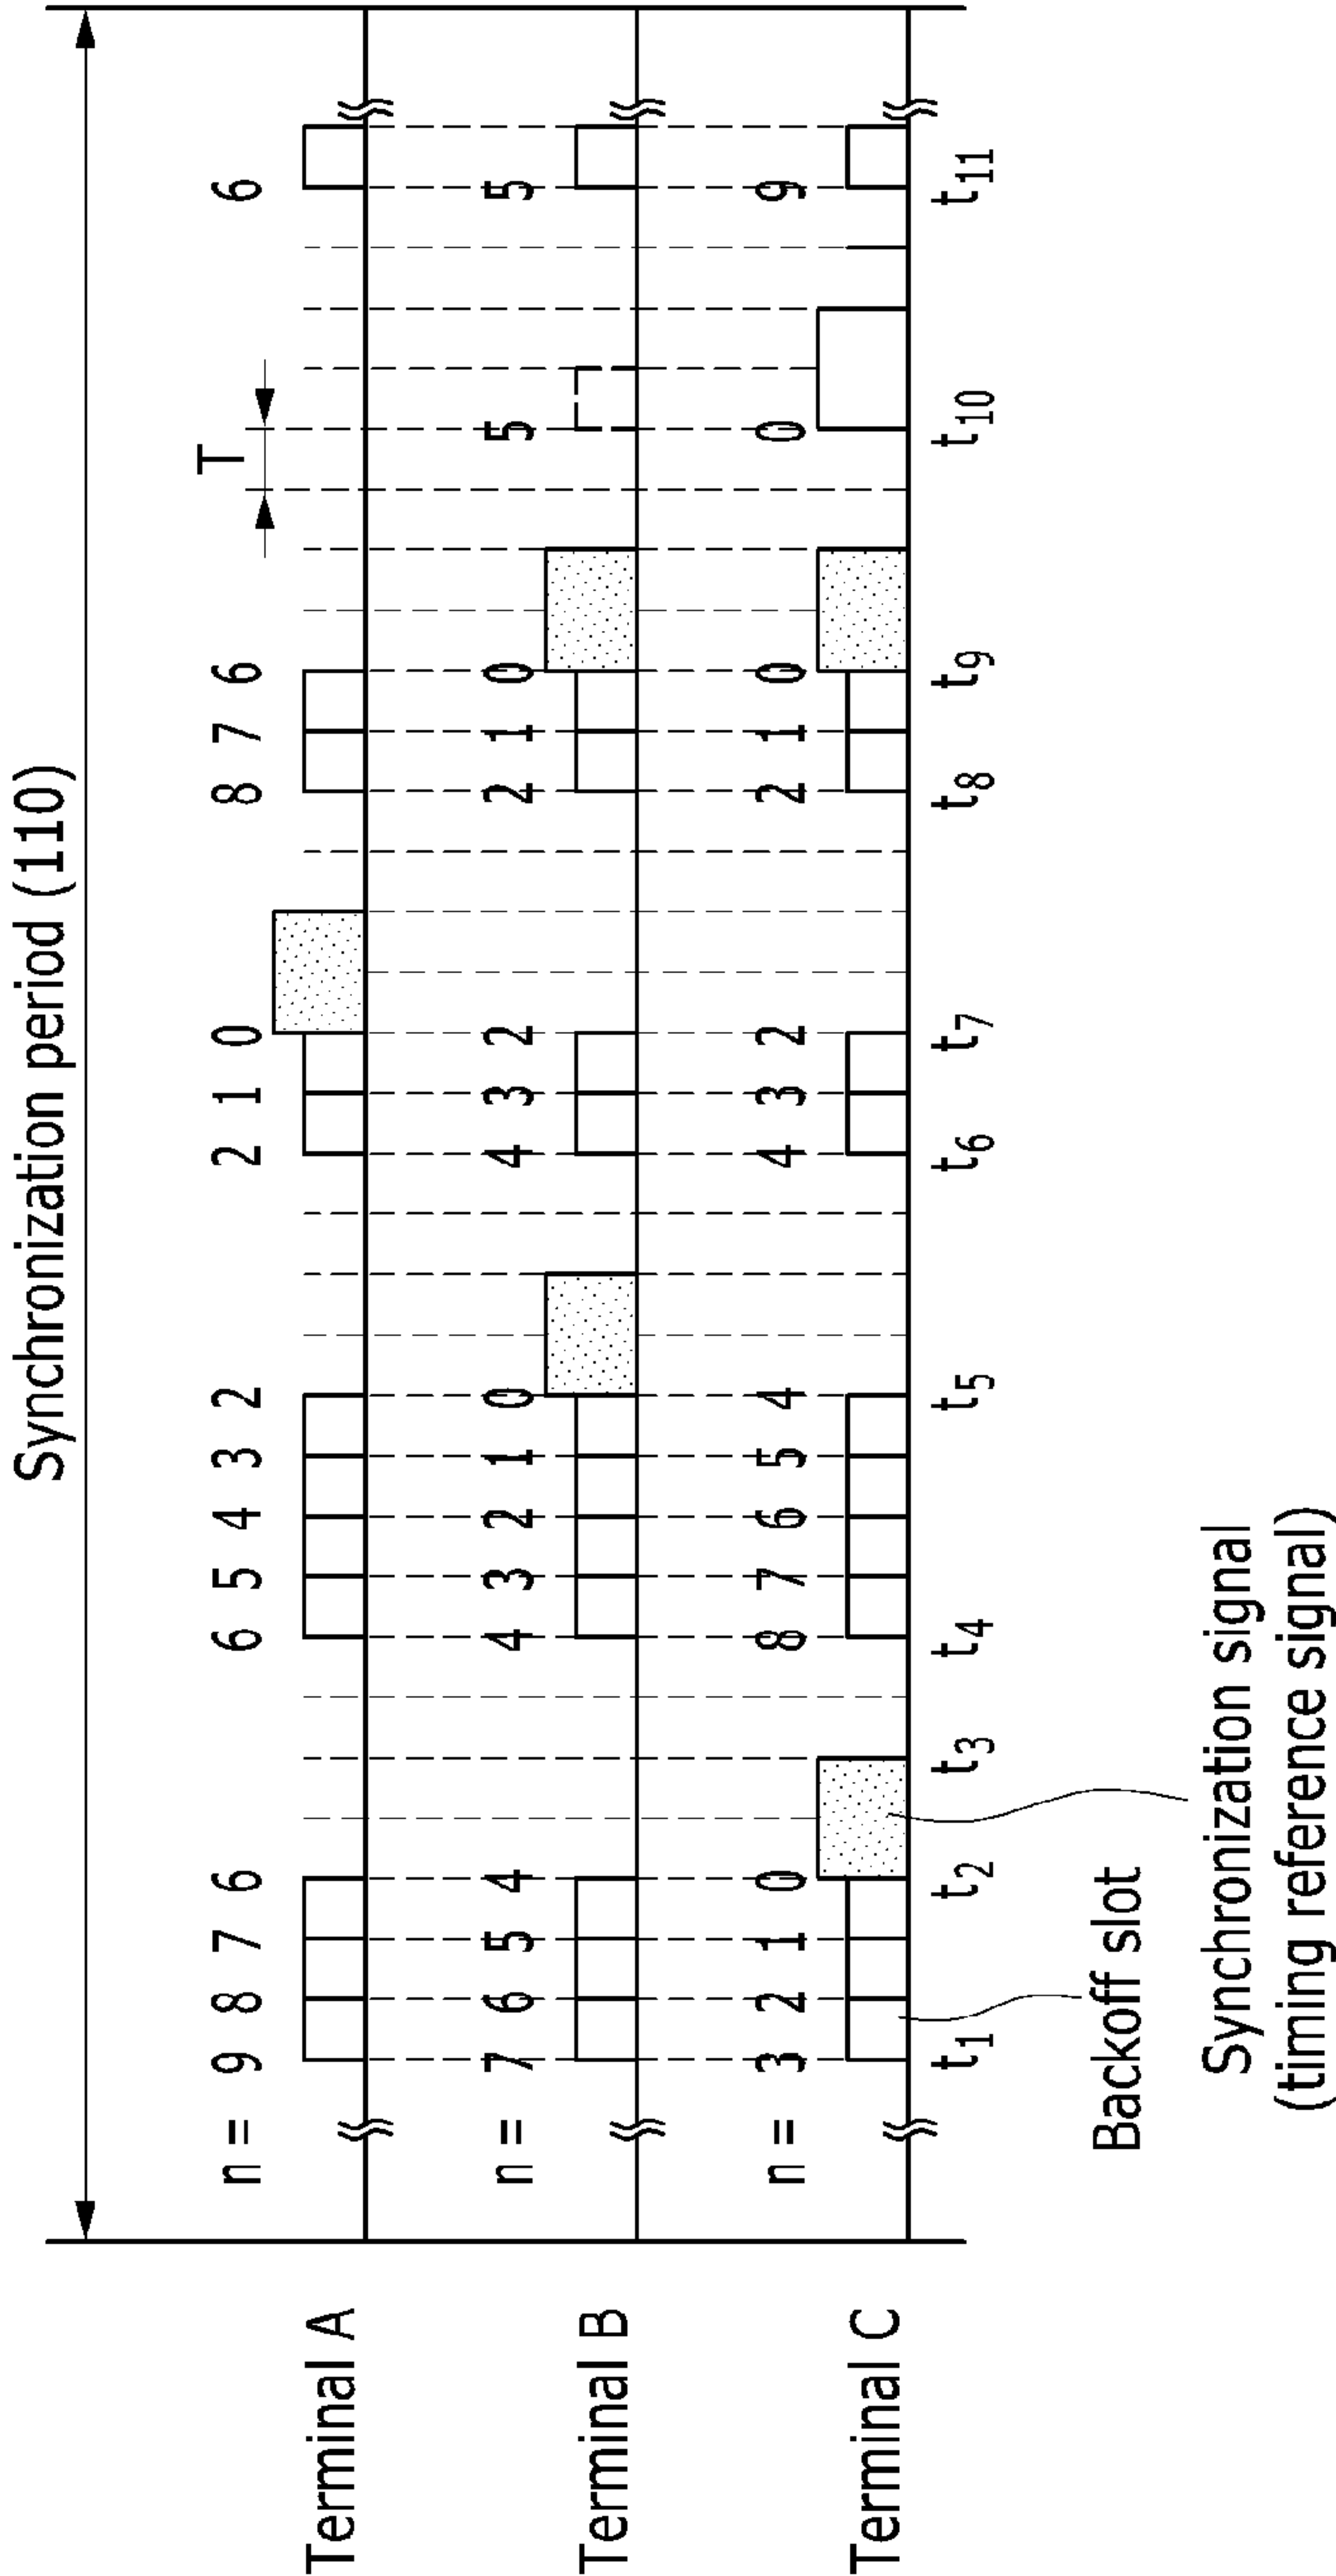 Synchronization period (110)
T
n = 9 8 7 6 6 5 4 3 2 2 1 0 8 7 6 6
Terminal A
n = 7 6 5 4 4 3 2 1 0 4 3 2 2 1 0 5 5
Terminal B
n = 3 2 1 0 8 7 6 5 4 4 3 2 2 1 0 0 9
Terminal C
t1 t2 t3 t4 t5 t6 t7 t8 t9 t10 t11
Backoff slot
Synchronization signal
(timing reference signal)